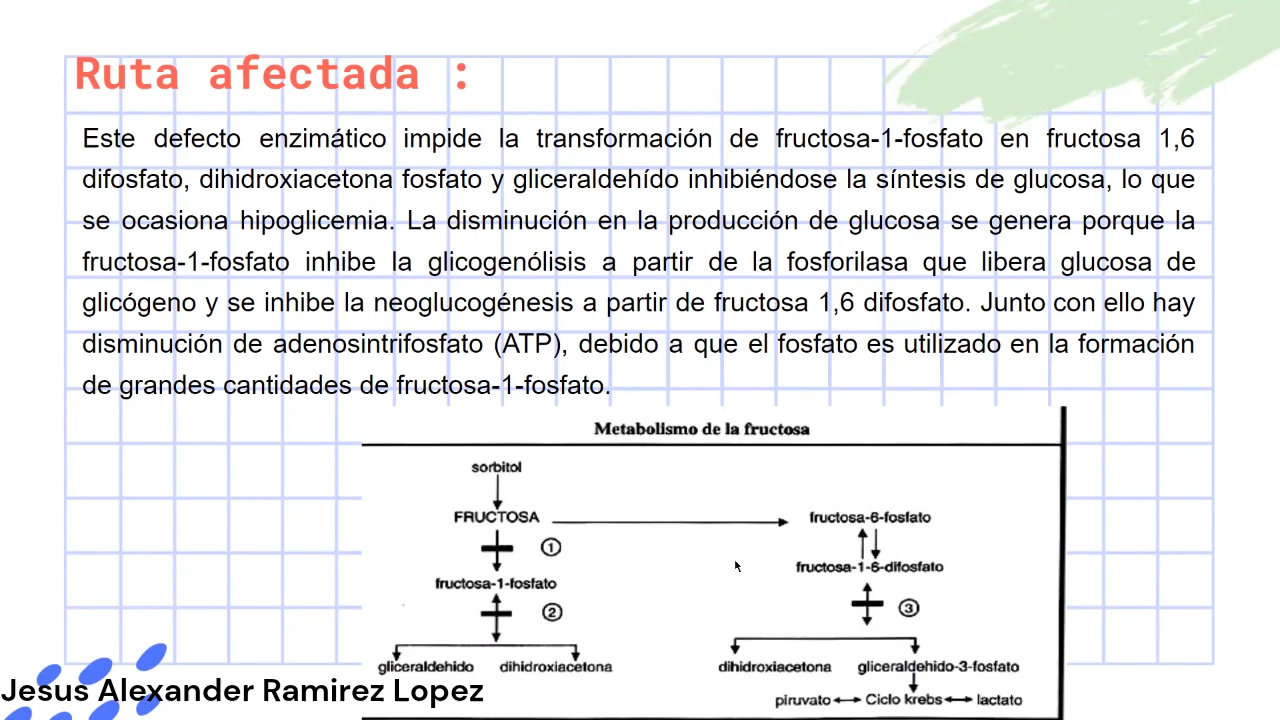 Ruta afectada :
Este defecto enzimático impide la transformación de fructosa-1-fosfato en fructosa 1,6
difosfato, dihidroxiacetona fosfato y gliceraldehído inhibiéndose la síntesis de glucosa, lo que
se ocasiona hipoglicemia. La disminución en la producción de glucosa se genera porque la
fructosa-1-fosfato inhibe la glicogenólisis a partir de la fosforilasa que libera glucosa de
glicógeno y se inhibe la neoglucogénesis a partir de fructosa 1,6 difosfato. Junto con ello hay
disminución de adenosintrifosfato (ATP), debido a que el fosfato es utilizado en la formación
de grandes cantidades de fructosa-1-fosfato.
Metabolismo de la fructosa
sorbitol
FRUCTOSA
fructosa-6-fosfato
1
fructosa-1-6-difosfato
fructosa-1-fosfato
2
3
gliceraldehido
dihidroxiacetona
dihidroxiacetona
gliceraldehido-3-fosfato
piruvato
Ciclo krebs
lactato
Jesus Alexander Ramirez Lopez